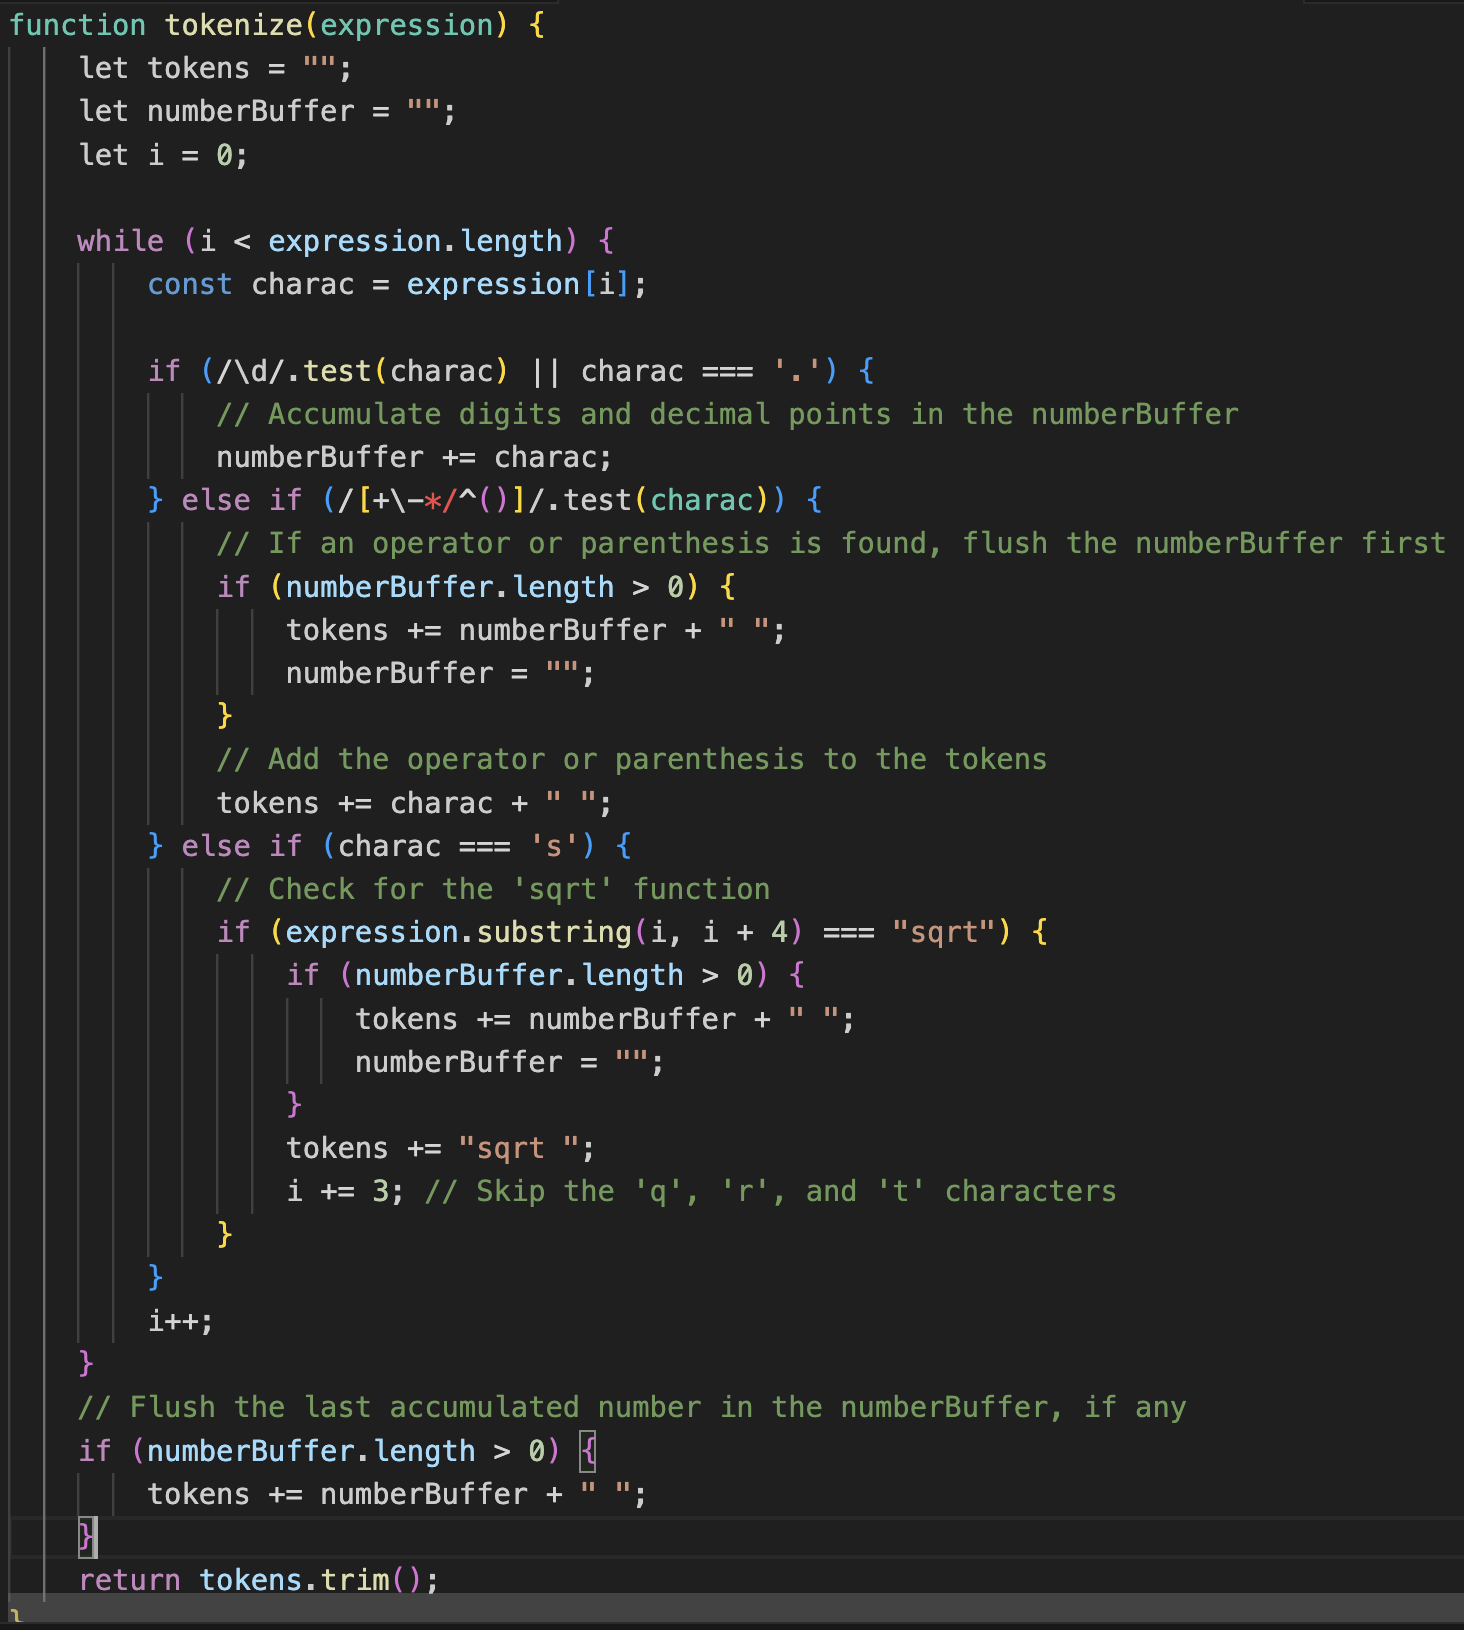 function tokenize(expression) {
    let tokens = "";
    let numberBuffer = "";
    let i = 0;

    while (i < expression.length) {
        const charac = expression[i];

        if (/\d/.test(charac) || charac === '.') {
            // Accumulate digits and decimal points in the numberBuffer
            numberBuffer += charac;
        } else if (/[+\-*/^()]/.test(charac)) {
            // If an operator or parenthesis is found, flush the numberBuffer first
            if (numberBuffer.length > 0) {
                tokens += numberBuffer + " ";
                numberBuffer = "";
            }
            // Add the operator or parenthesis to the tokens
            tokens += charac + " ";
        } else if (charac === 's') {
            // Check for the 'sqrt' function
            if (expression.substring(i, i + 4) === "sqrt") {
                if (numberBuffer.length > 0) {
                    tokens += numberBuffer + " ";
                    numberBuffer = "";
                }
                tokens += "sqrt ";
                i += 3; // Skip the 'q', 'r', and 't' characters
            }
        }
        i++;
    }
    // Flush the last accumulated number in the numberBuffer, if any
    if (numberBuffer.length > 0) {
        tokens += numberBuffer + " ";
    }
    return tokens.trim();
}